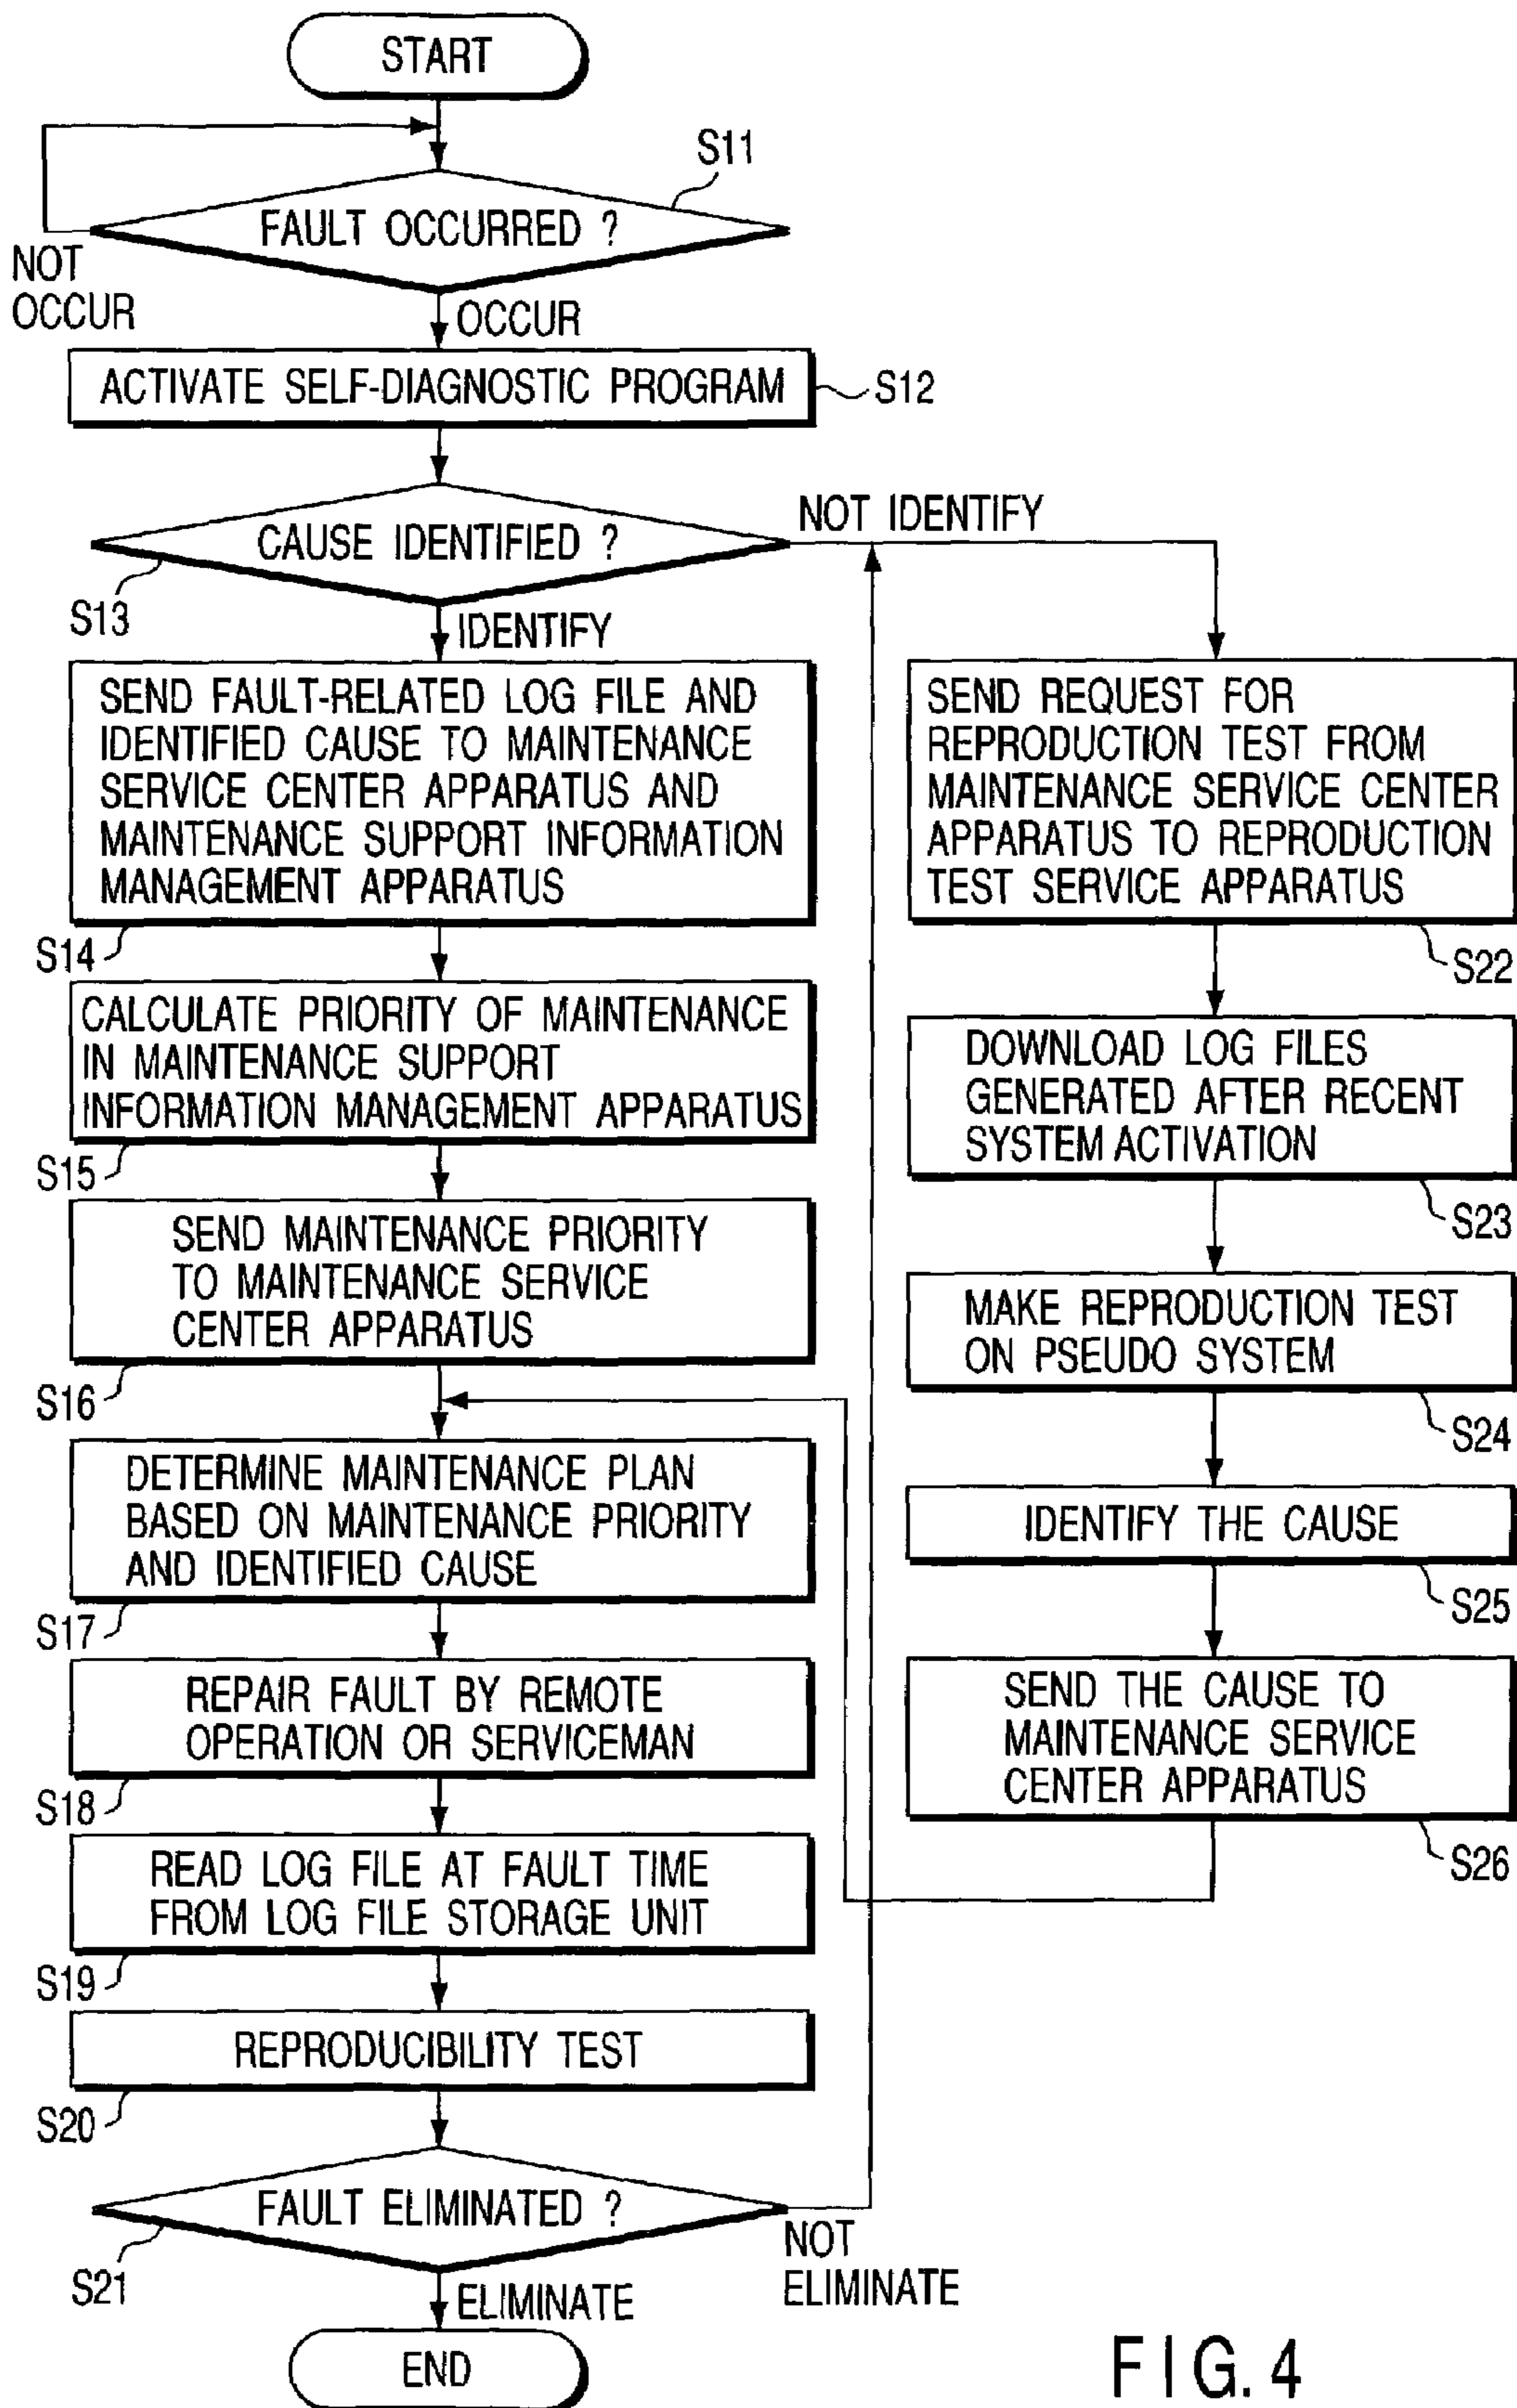 START
S11
FAULT OCCURRED ?
NOT
OCCUR
OCCUR
ACTIVATE SELF-DIAGNOSTIC PROGRAM
S12
CAUSE IDENTIFIED ?
NOT IDENTIFY
S13
IDENTIFY
SEND FAULT-RELATED LOG FILE AND
IDENTIFIED CAUSE TO MAINTENANCE
SERVICE CENTER APPARATUS AND
MAINTENANCE SUPPORT INFORMATION
MANAGEMENT APPARATUS
S14
CALCULATE PRIORITY OF MAINTENANCE
IN MAINTENANCE SUPPORT
INFORMATION MANAGEMENT APPARATUS
S15
SEND MAINTENANCE PRIORITY
TO MAINTENANCE SERVICE
CENTER APPARATUS
S16
DETERMINE MAINTENANCE PLAN
BASED ON MAINTENANCE PRIORITY
AND IDENTIFIED CAUSE
S17
REPAIR FAULT BY REMOTE
OPERATION OR SERVICEMAN
S18
READ LOG FILE AT FAULT TIME
FROM LOG FILE STORAGE UNIT
S19
REPRODUCIBILITY TEST
S20
FAULT ELIMINATED ?
S21
NOT
ELIMINATE
ELIMINATE
END
SEND REQUEST FOR
REPRODUCTION TEST FROM
MAINTENANCE SERVICE CENTER
APPARATUS TO REPRODUCTION
TEST SERVICE APPARATUS
S22
DOWNLOAD LOG FILES
GENERATED AFTER RECENT
SYSTEM ACTIVATION
S23
MAKE REPRODUCTION TEST
ON PSEUDO SYSTEM
S24
IDENTIFY THE CAUSE
S25
SEND THE CAUSE TO
MAINTENANCE SERVICE
CENTER APPARATUS
S26
FIG. 4